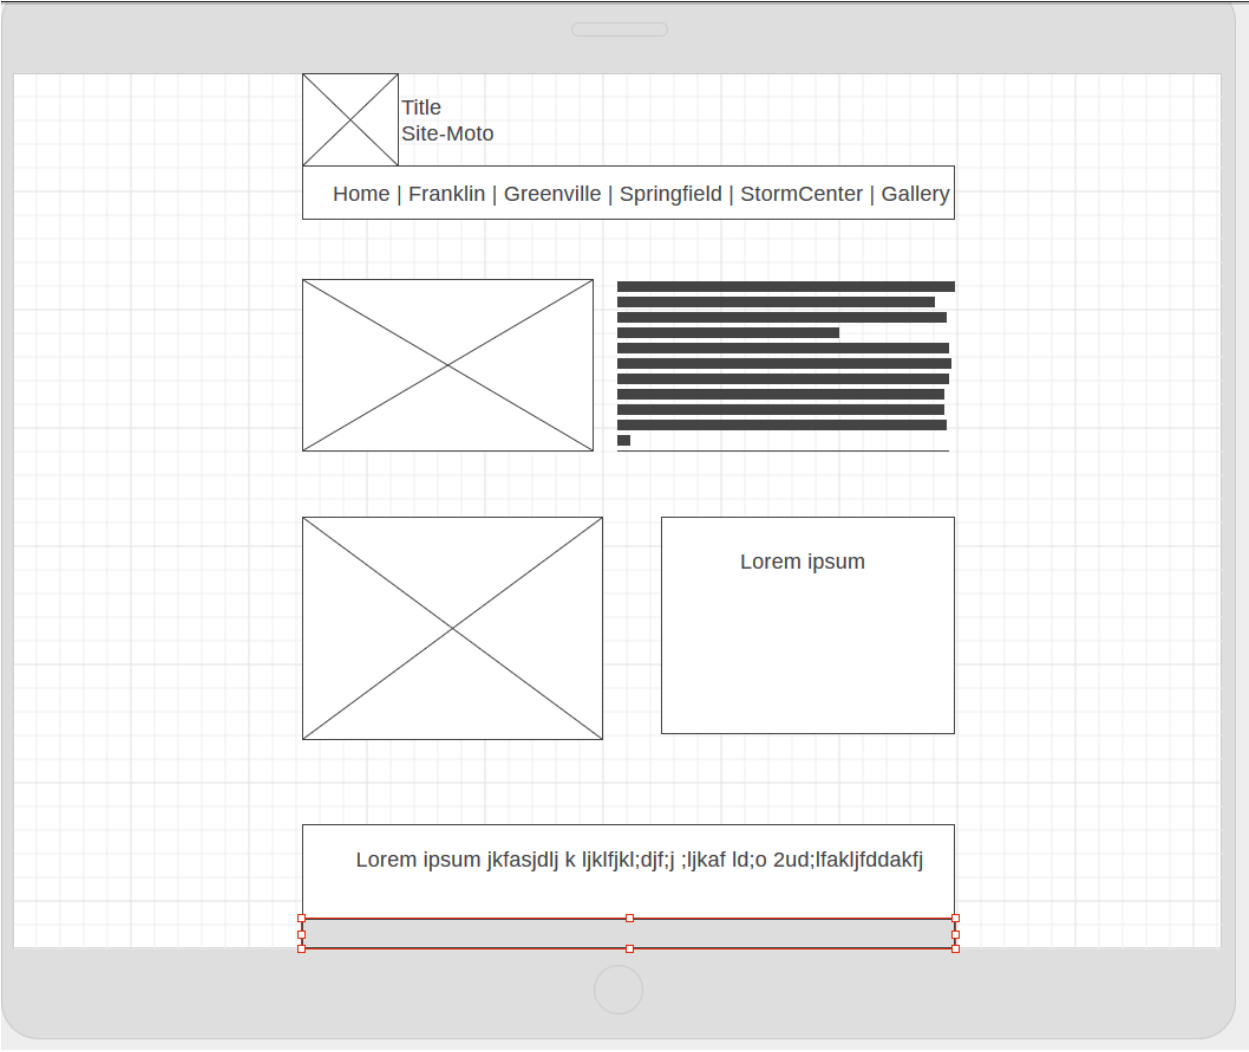 Title
Site-Moto
Home | Franklin | Greenville | Springfield | StormCenter | Gallery
Lorem ipsum
Lorem ipsum jkfasjdlj k ljklfjkl;djf;j ;ljkaf ld;o 2ud;lfakljfddakfj